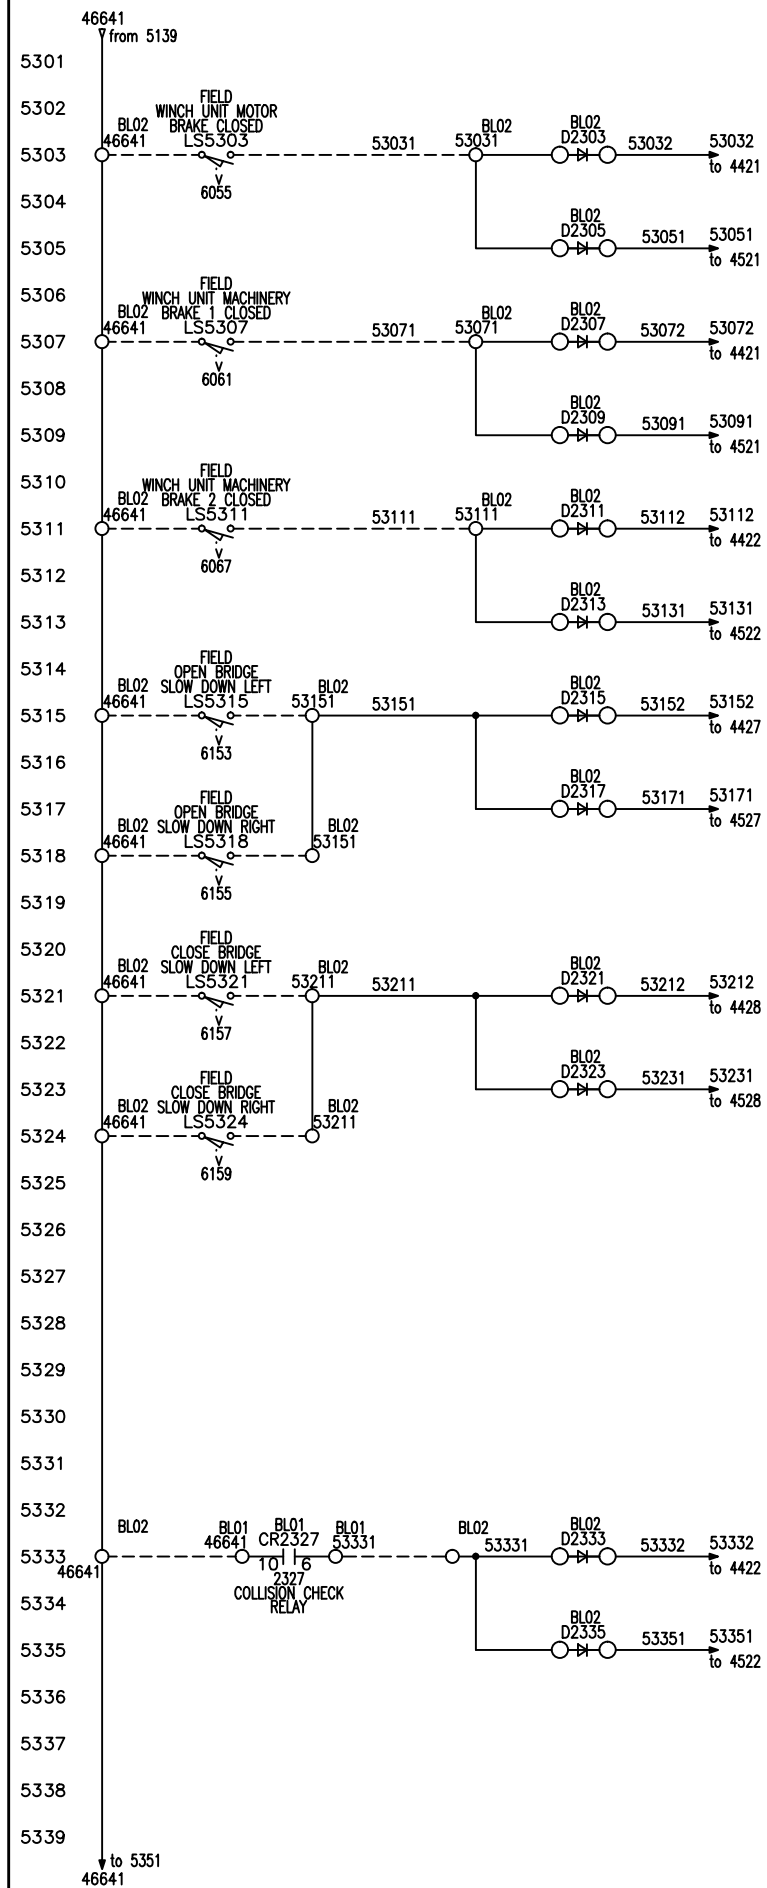 46641
from 5139
5301
5302
FIELD
WINCH UNIT MOTOR
BRAKE CLOSED
BL02
46641
LS5303
53031
BL02
53031
BL02
D2303
53032
53032
5303
to 4421
6055
5304
BL02
D2305
53051
53051
5305
to 4521
5306
FIELD
WINCH UNIT MACHINERY
BRAKE 1 CLOSED
BL02
46641
LS5307
53071
BL02
53071
BL02
D2307
53072
53072
5307
to 4421
6061
5308
BL02
D2309
53091
53091
5309
to 4521
5310
FIELD
WINCH UNIT MACHINERY
BRAKE 2 CLOSED
BL02
46641
LS5311
53111
BL02
53111
BL02
D2311
53112
53112
5311
to 4422
6067
5312
BL02
D2313
53131
53131
5313
to 4522
5314
FIELD
OPEN BRIDGE
SLOW DOWN LEFT
BL02
46641
LS5315
BL02
53151
53151
BL02
D2315
53152
53152
5315
to 4427
6153
5316
BL02
D2317
53171
53171
5317
to 4527
FIELD
OPEN BRIDGE
SLOW DOWN RIGHT
BL02
46641
LS5318
BL02
53151
5318
6155
5319
5320
FIELD
CLOSE BRIDGE
SLOW DOWN LEFT
BL02
46641
LS5321
BL02
53211
53211
BL02
D2321
53212
53212
5321
to 4428
6157
5322
BL02
D2323
53231
53231
5323
to 4528
FIELD
CLOSE BRIDGE
SLOW DOWN RIGHT
BL02
46641
LS5324
BL02
53211
5324
6159
5325
5326
5327
5328
5329
5330
5331
5332
BL02
BL01
46641
BL01
CR2327
BL01
53331
BL02
53331
BL02
D2333
53332
53332
5333
46641
10 6
to 4422
2327
COLLISION CHECK
RELAY
5334
BL02
D2335
53351
53351
5335
to 4522
5336
5337
5338
5339
to 5351
46641